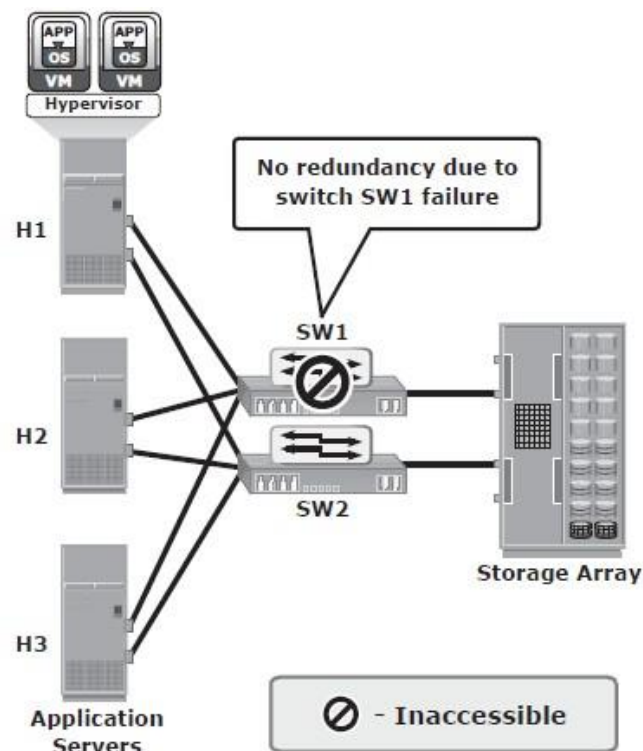 APP
OS
VM
APP
OS
VM
Hypervisor
No redundancy due to
switch SW1 failure
H1
SW1
H2
SW2
Storage Array
H3
Application
Servers
- Inaccessible